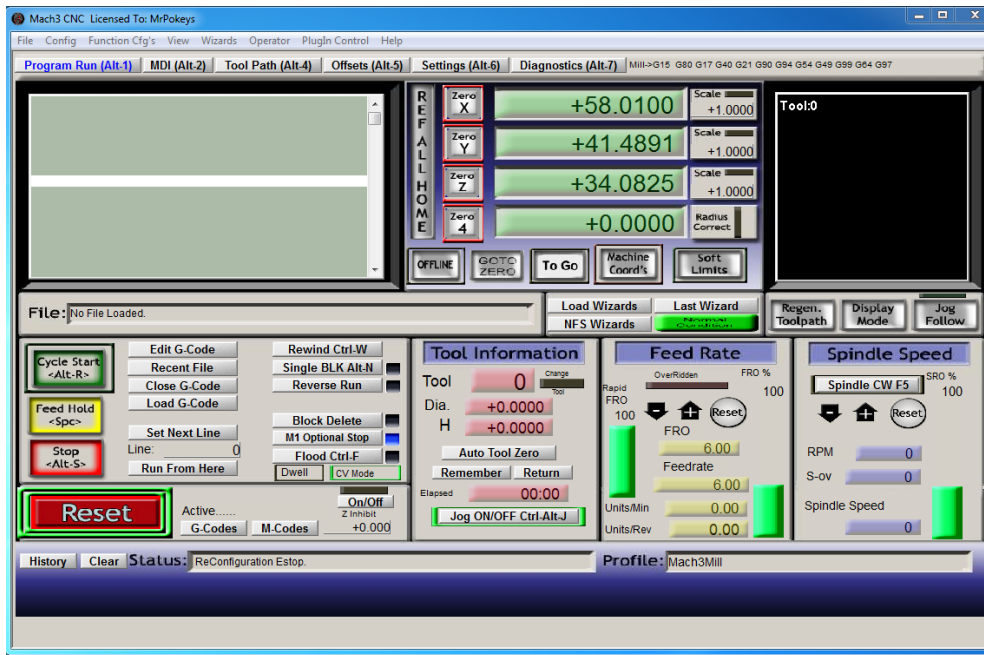 Mach3 CNC Licensed To: MrPokeys
File Config Function Cfg's View Wizards Operator PlugIn Control Help
Program Run (Alt-1) MDI (Alt-2) Tool Path (Alt-4) Offsets (Alt-5) Settings (Alt-6) Diagnostics (Alt-7) Mill->G15 G80 G17 G40 G21 G90 G94 G54 G49 G99 G64 G97
REF ALL HOME
Zero X +58.0100 Scale +1.0000
Zero Y +41.4891 Scale +1.0000
Zero Z +34.0825 Scale +1.0000
Zero 4 +0.0000 Radius Correct
OFFLINE GOTO ZERO To Go Machine Coord's Soft Limits
Tool:0
File: No File Loaded.
Load Wizards Last Wizard
NFS Wizards Normal Condition
Regen. Toolpath Display Mode Jog Follow
Cycle Start <Alt-R>
Feed Hold <Spc>
Stop <Alt-S>
Edit G-Code
Recent File
Close G-Code
Load G-Code
Set Next Line
Line: 0
Run From Here
Rewind Ctrl-W
Single BLK Alt-N
Reverse Run
Block Delete
M1 Optional Stop
Flood Ctrl-F
Dwell CV Mode
Reset
Active......
G-Codes M-Codes
On/Off
Z Inhibit
+0.000
Tool Information
Tool 0 Change Tool
Dia. +0.0000
H +0.0000
Auto Tool Zero
Remember Return
Elapsed 00:00
Jog ON/OFF Ctrl-Alt-J
Feed Rate
OverRidden FRO %
100
Rapid FRO
100
Reset
FRO
6.00
Feedrate
6.00
Units/Min 0.00
Units/Rev 0.00
Spindle Speed
Spindle CW F5 SRO %
100
Reset
RPM 0
S-ov 0
Spindle Speed
0
History Clear Status: ReConfiguration Estop. Profile: Mach3Mill